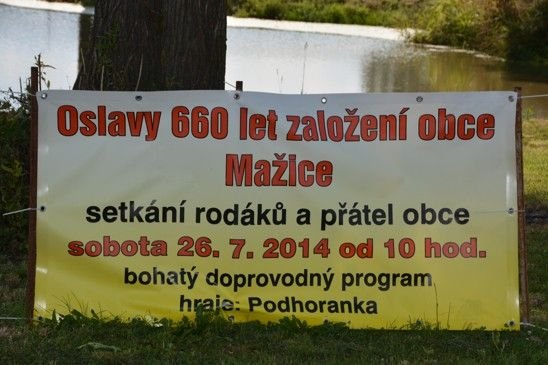 Oslavy 660 let založení obce
Mažice
setkání rodáků a přátel obce
sobota 26. 7. 2014 od 10 hod.
bohatý doprovodný program
hraje: Podhoranka